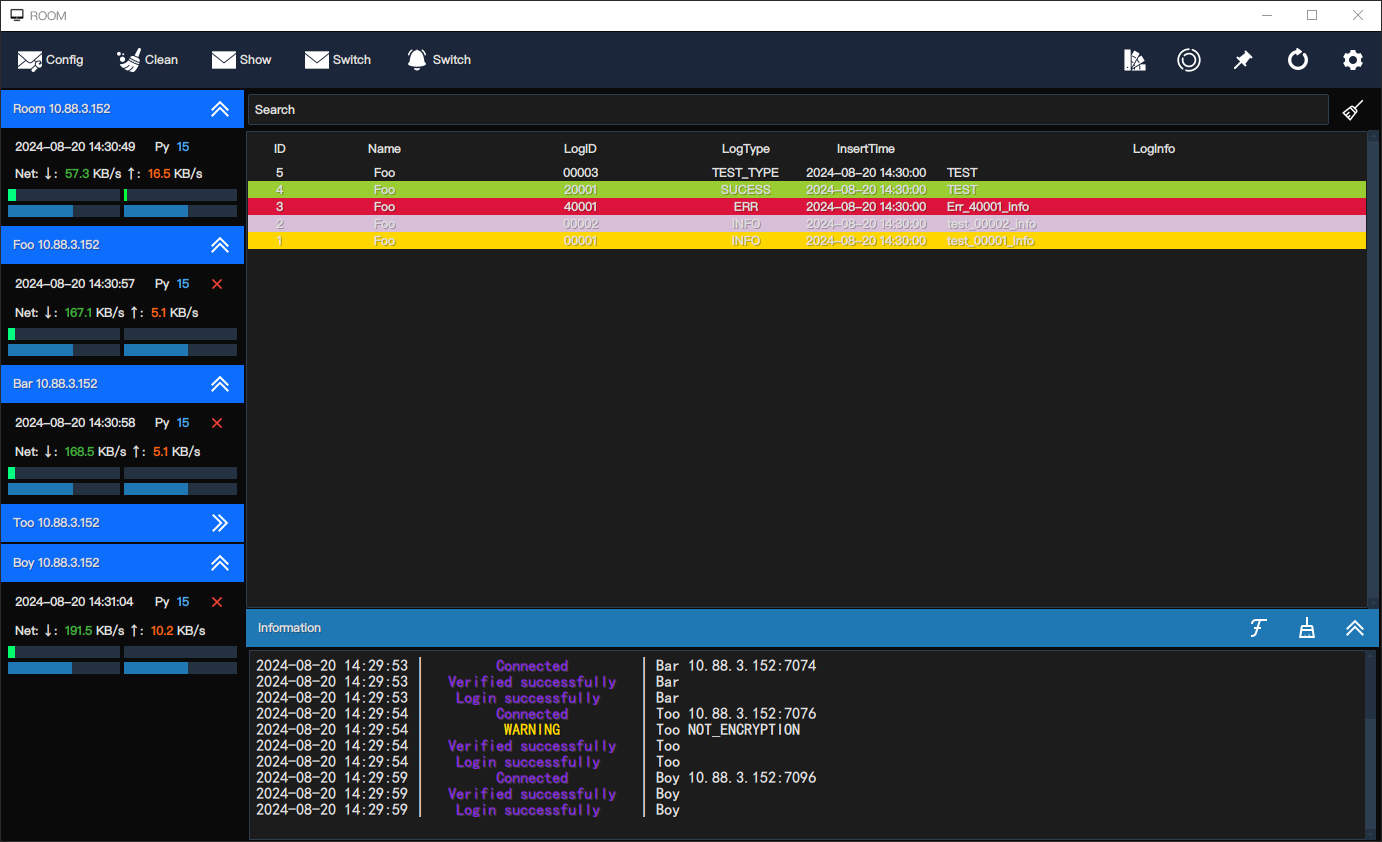 ROOM
Config Clean Show Switch Switch
Room 10.88.3.152
2024-08-20 14:30:49 Py 15
Net: ↓: 57.3 KB/s ↑: 16.5 KB/s
Foo 10.88.3.152
2024-08-20 14:30:57 Py 15
Net: ↓: 167.1 KB/s ↑: 5.1 KB/s
Bar 10.88.3.152
2024-08-20 14:30:58 Py 15
Net: ↓: 168.5 KB/s ↑: 5.1 KB/s
Too 10.88.3.152
Boy 10.88.3.152
2024-08-20 14:31:04 Py 15
Net: ↓: 191.5 KB/s ↑: 10.2 KB/s
Search
ID Name LogID LogType InsertTime LogInfo
5 Foo 00003 TEST_TYPE 2024-08-20 14:30:00 TEST
4 Foo 20001 SUCESS 2024-08-20 14:30:00 TEST
3 Foo 40001 ERR 2024-08-20 14:30:00 Err_40001_Info
2 Foo 00002 INFO 2024-08-20 14:30:00 test_00002_Info
1 Foo 00001 INFO 2024-08-20 14:30:00 test_00001_Info
Information
2024-08-20 14:29:53 | Connected | Bar 10.88.3.152:7074
2024-08-20 14:29:53 | Verified successfully | Bar
2024-08-20 14:29:53 | Login successfully | Bar
2024-08-20 14:29:54 | Connected | Too 10.88.3.152:7076
2024-08-20 14:29:54 | WARNING | Too NOT_ENCRYPTION
2024-08-20 14:29:54 | Verified successfully | Too
2024-08-20 14:29:54 | Login successfully | Too
2024-08-20 14:29:59 | Connected | Boy 10.88.3.152:7096
2024-08-20 14:29:59 | Verified successfully | Boy
2024-08-20 14:29:59 | Login successfully | Boy